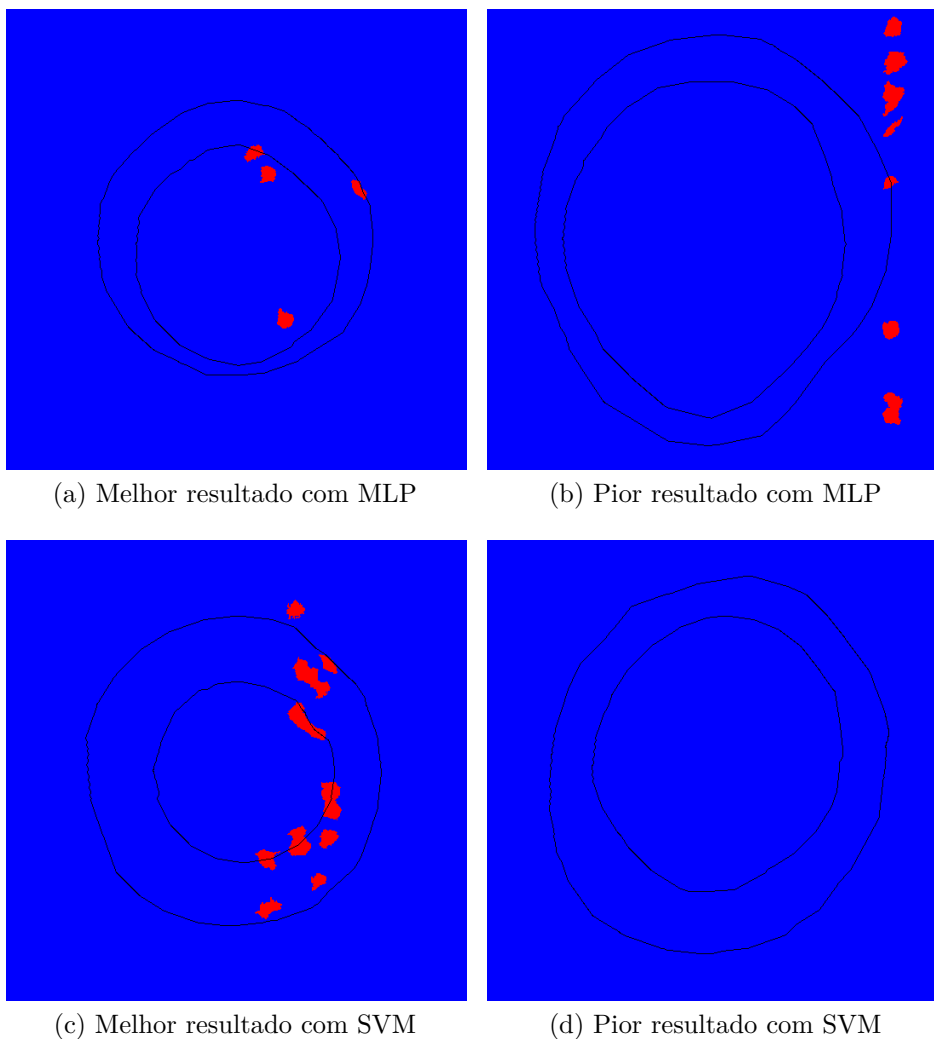 (a) Melhor resultado com MLP
(b) Pior resultado com MLP
(c) Melhor resultado com SVM
(d) Pior resultado com SVM